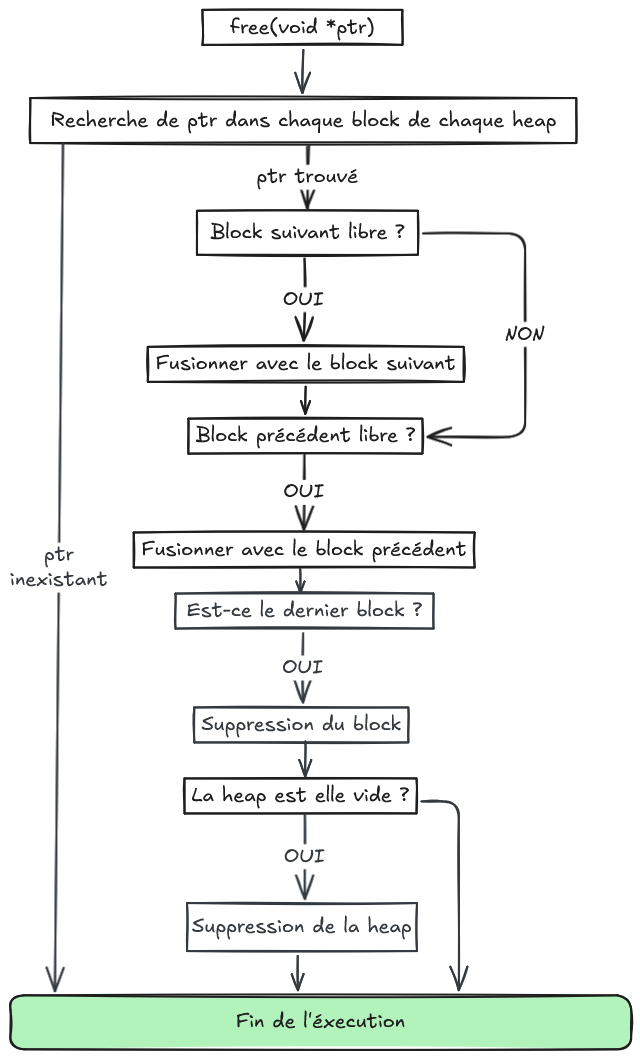 free(void *ptr)
Recherche de ptr dans chaque block de chaque heap
ptr trouvé
Block suivant libre ?
OUI
NON
Fusionner avec le block suivant
Block précédent libre ?
OUI
Fusionner avec le block précédent
ptr
inexistant
Est-ce le dernier block ?
OUI
Suppression du block
La heap est elle vide ?
OUI
Suppression de la heap
Fin de l'éxecution